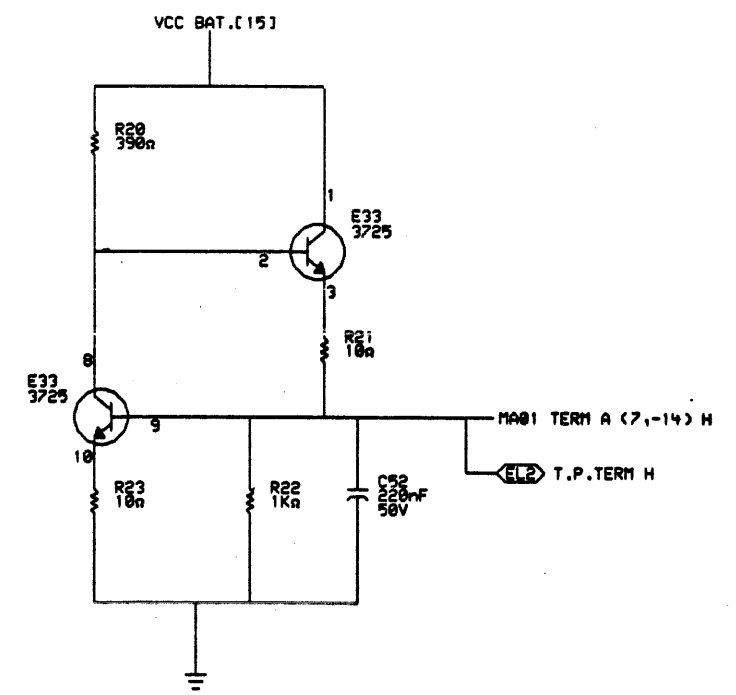 VCC BAT.[15]
R20
390Ω
1
E33
3725
2
3
R21
10Ω
8
E33
3725
9
MA01 TERM A (7,-14) H
10
EL2 T.P.TERM H
R23
10Ω
R22
1KΩ
C52
220nF
50V